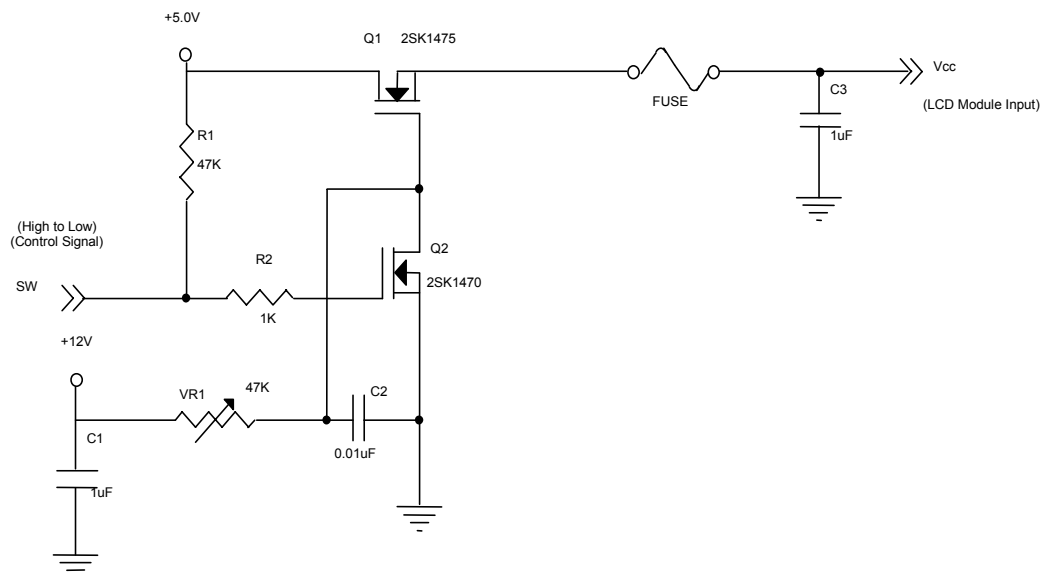 +5.0V
Q1 2SK1475
Vcc
FUSE
C3
(LCD Module Input)
R1
1uF
47K
(High to Low)
(Control Signal)
Q2
R2
SW
2SK1470
1K
+12V
VR1
47K
C2
C1
0.01uF
1uF